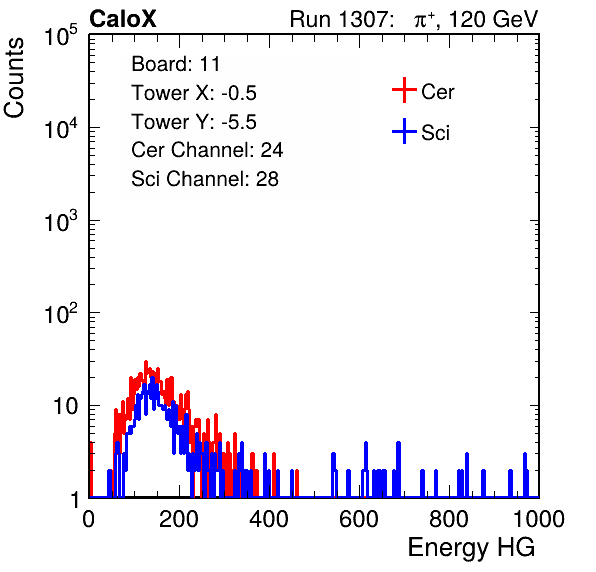 CaloX Run 1307: π⁺, 120 GeV
Counts
Board: 11
Tower X: -0.5
Tower Y: -5.5
Cer Channel: 24
Sci Channel: 28
Cer
Sci
10⁵
10⁴
10³
10²
10
1
0 200 400 600 800 1000
Energy HG